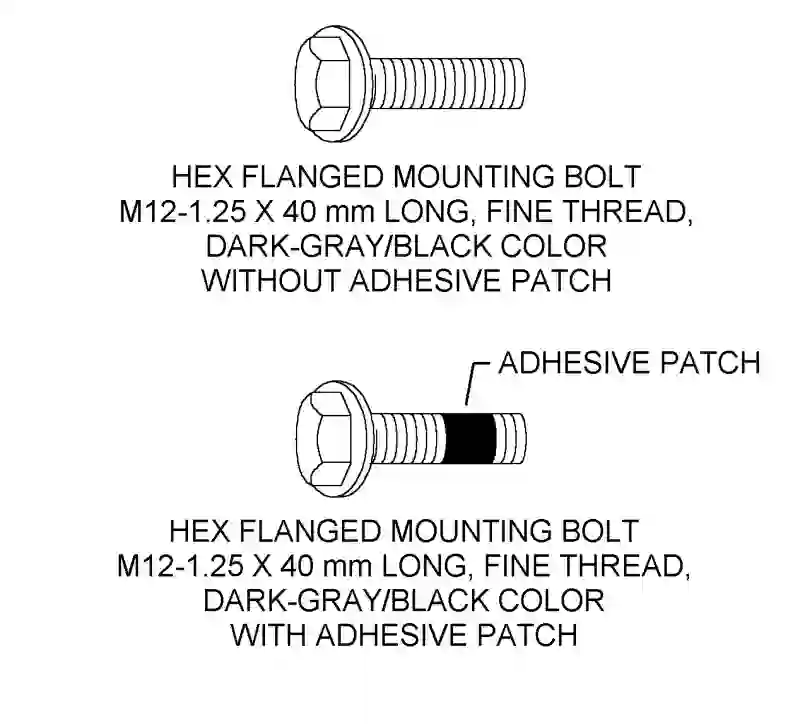 HEX FLANGED MOUNTING BOLT
M12-1.25 X 40 mm LONG, FINE THREAD,
DARK-GRAY/BLACK COLOR
WITHOUT ADHESIVE PATCH
ADHESIVE PATCH
HEX FLANGED MOUNTING BOLT
M12-1.25 X 40 mm LONG, FINE THREAD,
DARK-GRAY/BLACK COLOR
WITH ADHESIVE PATCH